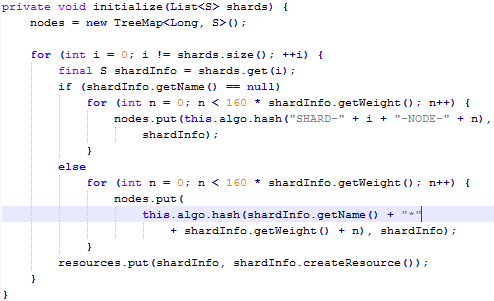 private void initialize(List<S> shards) {
    nodes = new TreeMap<Long, S>();

    for (int i = 0; i != shards.size(); ++i) {
        final S shardInfo = shards.get(i);
        if (shardInfo.getName() == null)
            for (int n = 0; n < 160 * shardInfo.getWeight(); n++) {
                nodes.put(this.algo.hash("SHARD-" + i + "-NODE-" + n),
                    shardInfo);
            }
        else
            for (int n = 0; n < 160 * shardInfo.getWeight(); n++) {
                nodes.put(
                    this.algo.hash(shardInfo.getName() + "*"
                        + shardInfo.getWeight() + n), shardInfo);
            }
        resources.put(shardInfo, shardInfo.createResource());
    }
}